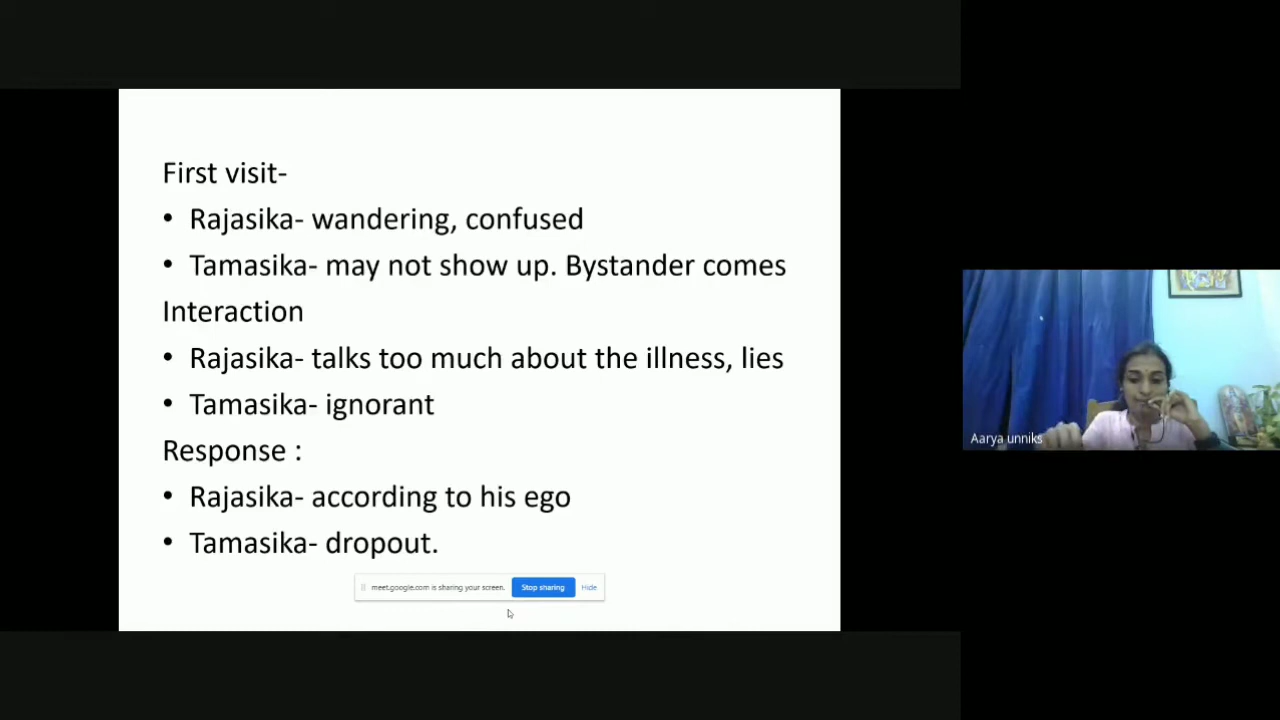 First visit-
• Rajasika- wandering, confused
• Tamasika- may not show up. Bystander comes
Interaction
• Rajasika- talks too much about the illness, lies
• Tamasika- ignorant
Response :
• Rajasika- according to his ego
• Tamasika- dropout.
meet.google.com is sharing your screen. Stop sharing Hide
Aarya unniks